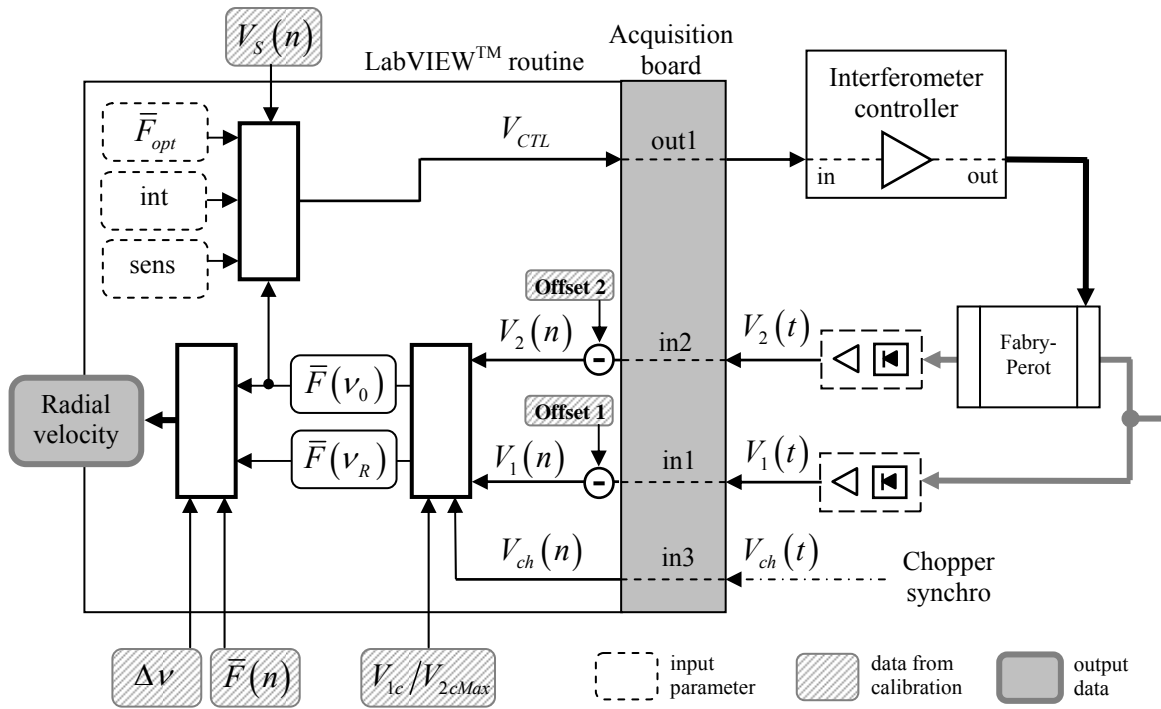 V_S(n)
LabVIEW™ routine
Acquisition
board
Interferometer
controller
F̅_opt
int
sens
V_CTL
out1
in
out
Offset 2
V_2(n)
in2
V_2(t)
Fabry-
Perot
Radial
velocity
F̅(ν_0)
F̅(ν_R)
Offset 1
V_1(n)
in1
V_1(t)
V_ch(n)
in3
V_ch(t)
Chopper
synchro
Δν
F̅(n)
V_1c/V_2cMax
input
parameter
data from
calibration
output
data